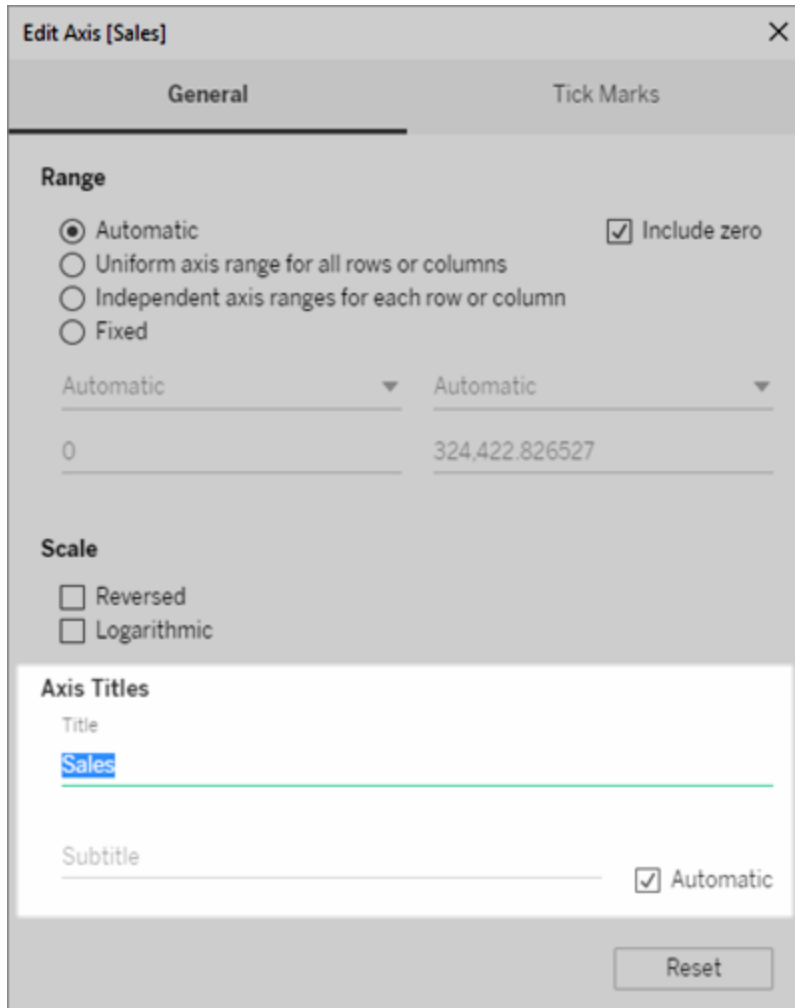 Edit Axis [Sales]
General Tick Marks
Range
Automatic Include zero
Uniform axis range for all rows or columns
Independent axis ranges for each row or column
Fixed
Automatic Automatic
0 324,422.826527
Scale
Reversed
Logarithmic
Axis Titles
Title
Sales
Subtitle Automatic
Reset